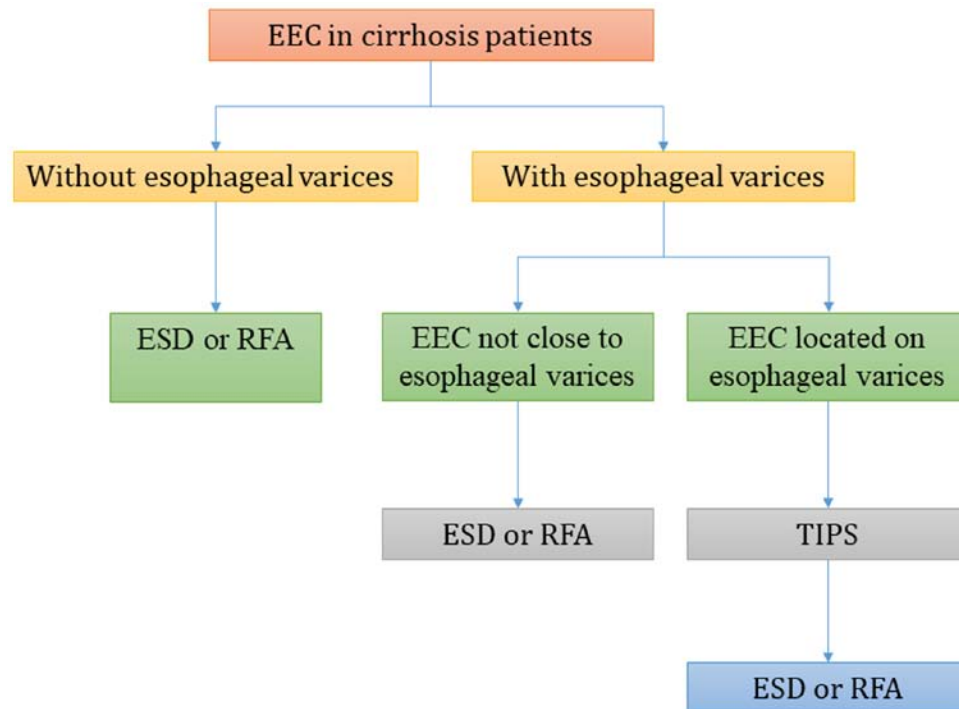 EEC in cirrhosis patients
Without esophageal varices
With esophageal varices
ESD or RFA
EEC not close to
esophageal varices
EEC located on
esophageal varices
ESD or RFA
TIPS
ESD or RFA